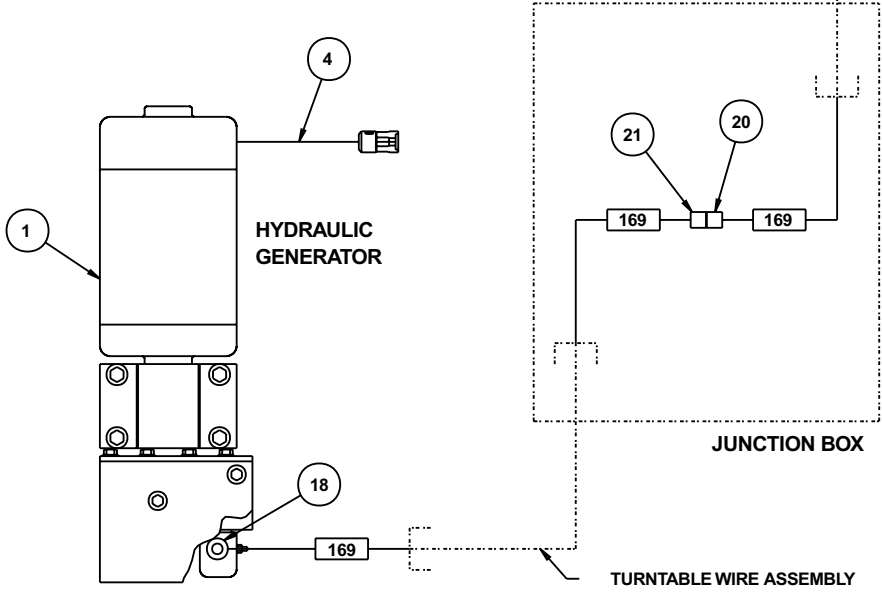 4
21
20
169
169
1
HYDRAULIC
GENERATOR
JUNCTION BOX
18
169
TURNTABLE WIRE ASSEMBLY